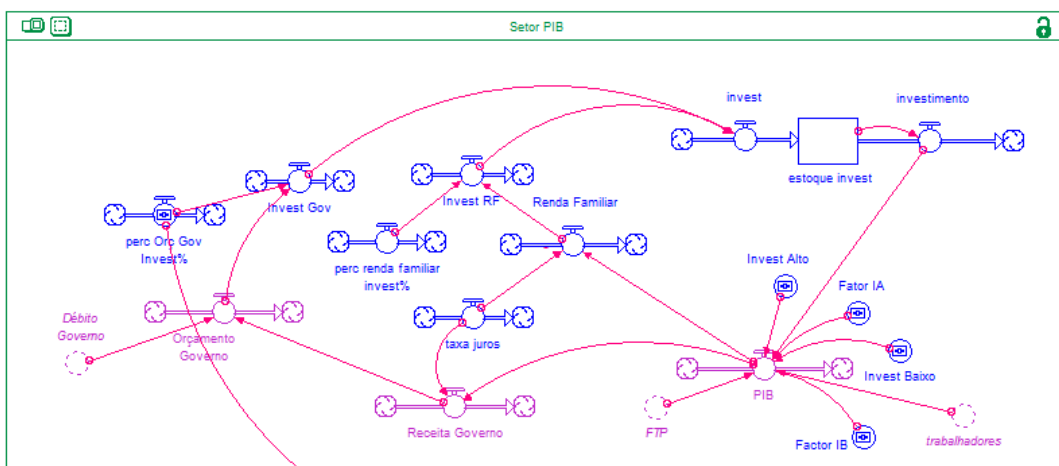 Setor PIB
invest
investimento
estoque invest
Invest Gov
Invest RF
Renda Familiar
perc Orc Gov
Invest%
perc renda familiar
invest%
Invest Alto
Fator IA
Débito
Governo
Orçamento
Governo
taxa juros
Invest Baixo
PIB
Receita Governo
FTP
Factor IB
trabalhadores